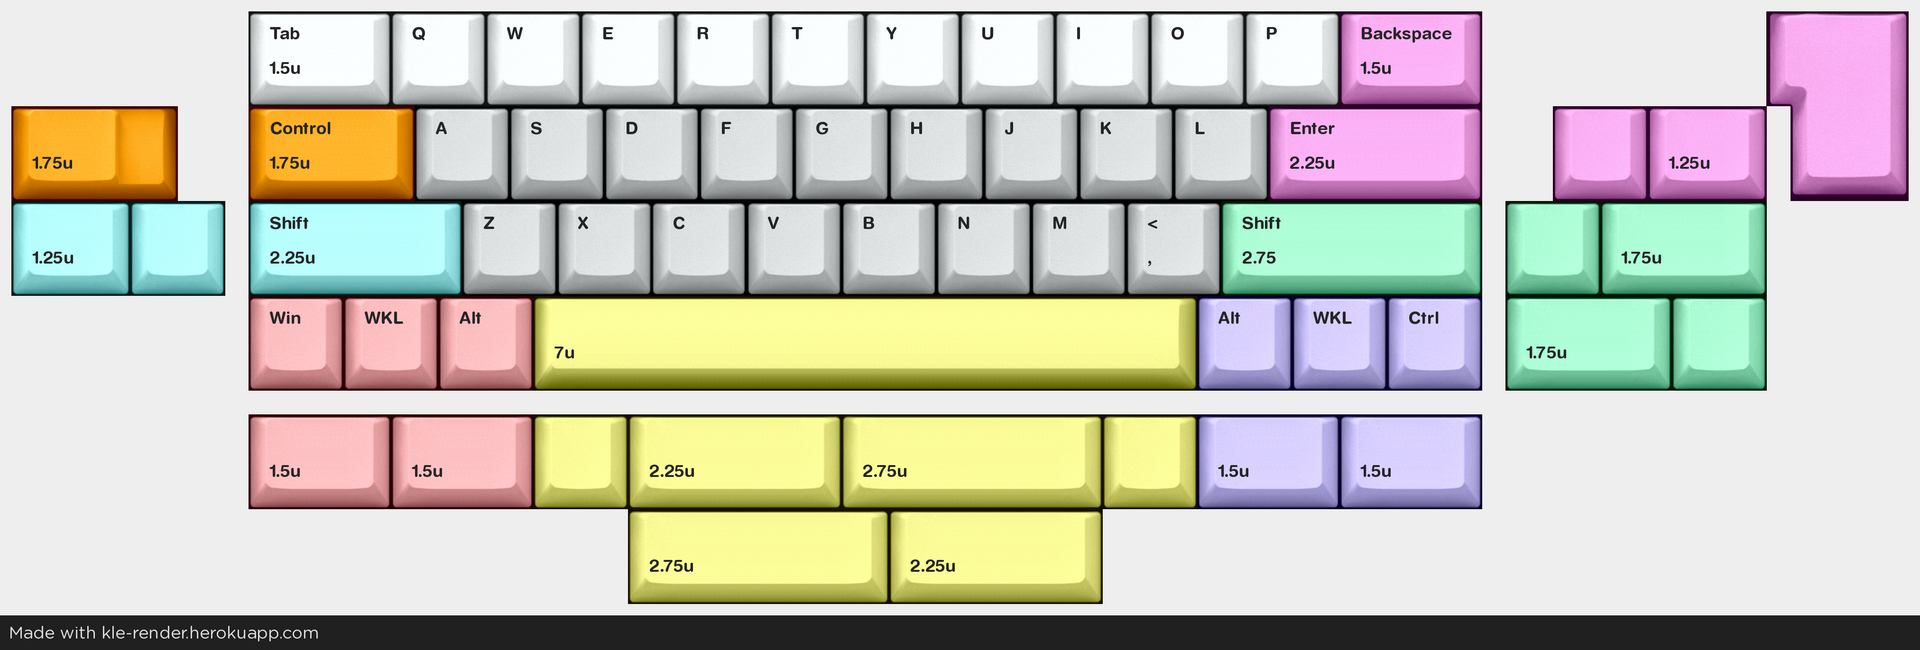 Tab Q W E R T Y U I O P Backspace
1.5u 1.5u
Control A S D F G H J K L Enter
1.75u 1.75u 2.25u 1.25u
Shift Z X C V B N M < Shift
1.25u 2.25u , 2.75 1.75u
Win WKL Alt Alt WKL Ctrl
7u 1.75u
1.5u 1.5u 2.25u 2.75u 1.5u 1.5u
2.75u 2.25u
Made with kle-render.herokuapp.com